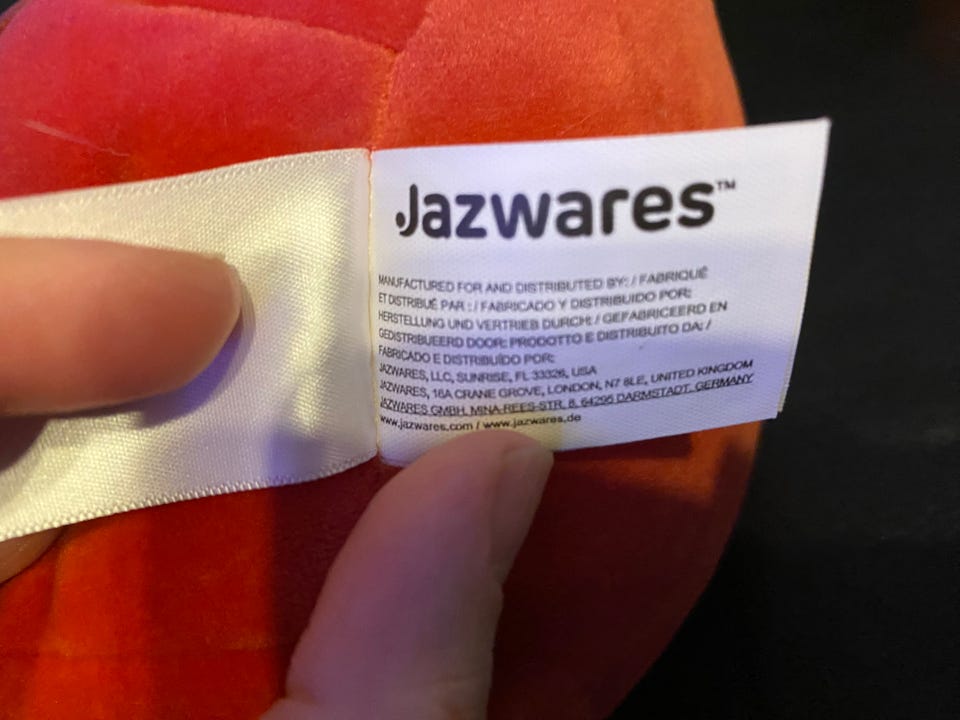 Jazwares™
MANUFACTURED FOR AND DISTRIBUTED BY: / FABRIQUÉ
ET DISTRIBUÉ PAR : / FABRICADO Y DISTRIBUIDO POR:
HERSTELLUNG UND VERTRIEB DURCH: / GEFABRICEERD EN
GEDISTRIBUEERD DOOR: PRODOTTO E DISTRIBUITO DA: /
FABRICADO E DISTRIBUÍDO POR:
JAZWARES, LLC, SUNRISE, FL 33326, USA
JAZWARES, 16A CRANE GROVE, LONDON, N7 8LE, UNITED KINGDOM
JAZWARES GMBH, MINA-REES-STR. 8, 64295 DARMSTADT, GERMANY
www.jazwares.com / www.jazwares.de